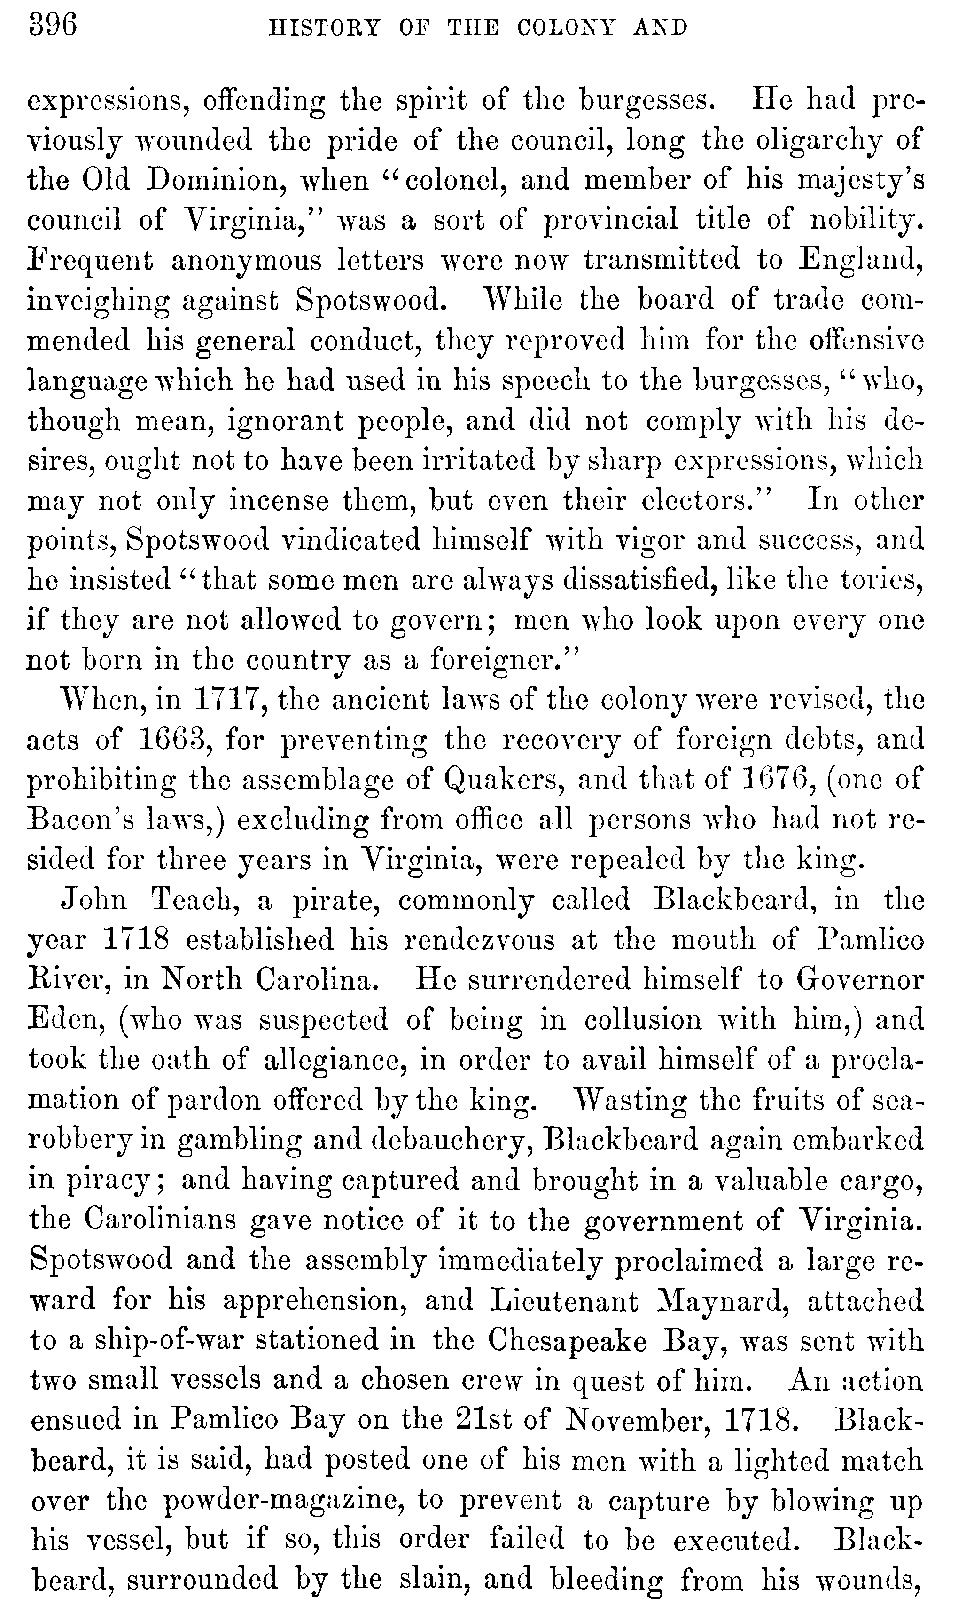 396 HISTORY OF THE COLONY AND
expressions, offending the spirit of the burgesses. He had pre-
viously wounded the pride of the council, long the oligarchy of
the Old Dominion, when “colonel, and member of his majesty's
council of Virginia,” was a sort of provincial title of nobility.
Frequent anonymous letters were now transmitted to England,
inveighing against Spotswood. While the board of trade com-
mended his general conduct, they reproved him for the offensive
language which he had used in his speech to the burgesses, “who,
though mean, ignorant people, and did not comply with his de-
sires, ought not to have been irritated by sharp expressions, which
may not only incense them, but even their electors.” In other
points, Spotswood vindicated himself with vigor and success, and
he insisted “that some men are always dissatisfied, like the tories,
if they are not allowed to govern; men who look upon every one
not born in the country as a foreigner.”
When, in 1717, the ancient laws of the colony were revised, the
acts of 1663, for preventing the recovery of foreign debts, and
prohibiting the assemblage of Quakers, and that of 1676, (one of
Bacon's laws,) excluding from office all persons who had not re-
sided for three years in Virginia, were repealed by the king.
John Teach, a pirate, commonly called Blackbeard, in the
year 1718 established his rendezvous at the mouth of Pamlico
River, in North Carolina. He surrendered himself to Governor
Eden, (who was suspected of being in collusion with him,) and
took the oath of allegiance, in order to avail himself of a procla-
mation of pardon offered by the king. Wasting the fruits of sea-
robbery in gambling and debauchery, Blackbeard again embarked
in piracy; and having captured and brought in a valuable cargo,
the Carolinians gave notice of it to the government of Virginia.
Spotswood and the assembly immediately proclaimed a large re-
ward for his apprehension, and Lieutenant Maynard, attached
to a ship-of-war stationed in the Chesapeake Bay, was sent with
two small vessels and a chosen crew in quest of him. An action
ensued in Pamlico Bay on the 21st of November, 1718. Black-
beard, it is said, had posted one of his men with a lighted match
over the powder-magazine, to prevent a capture by blowing up
his vessel, but if so, this order failed to be executed. Black-
beard, surrounded by the slain, and bleeding from his wounds,